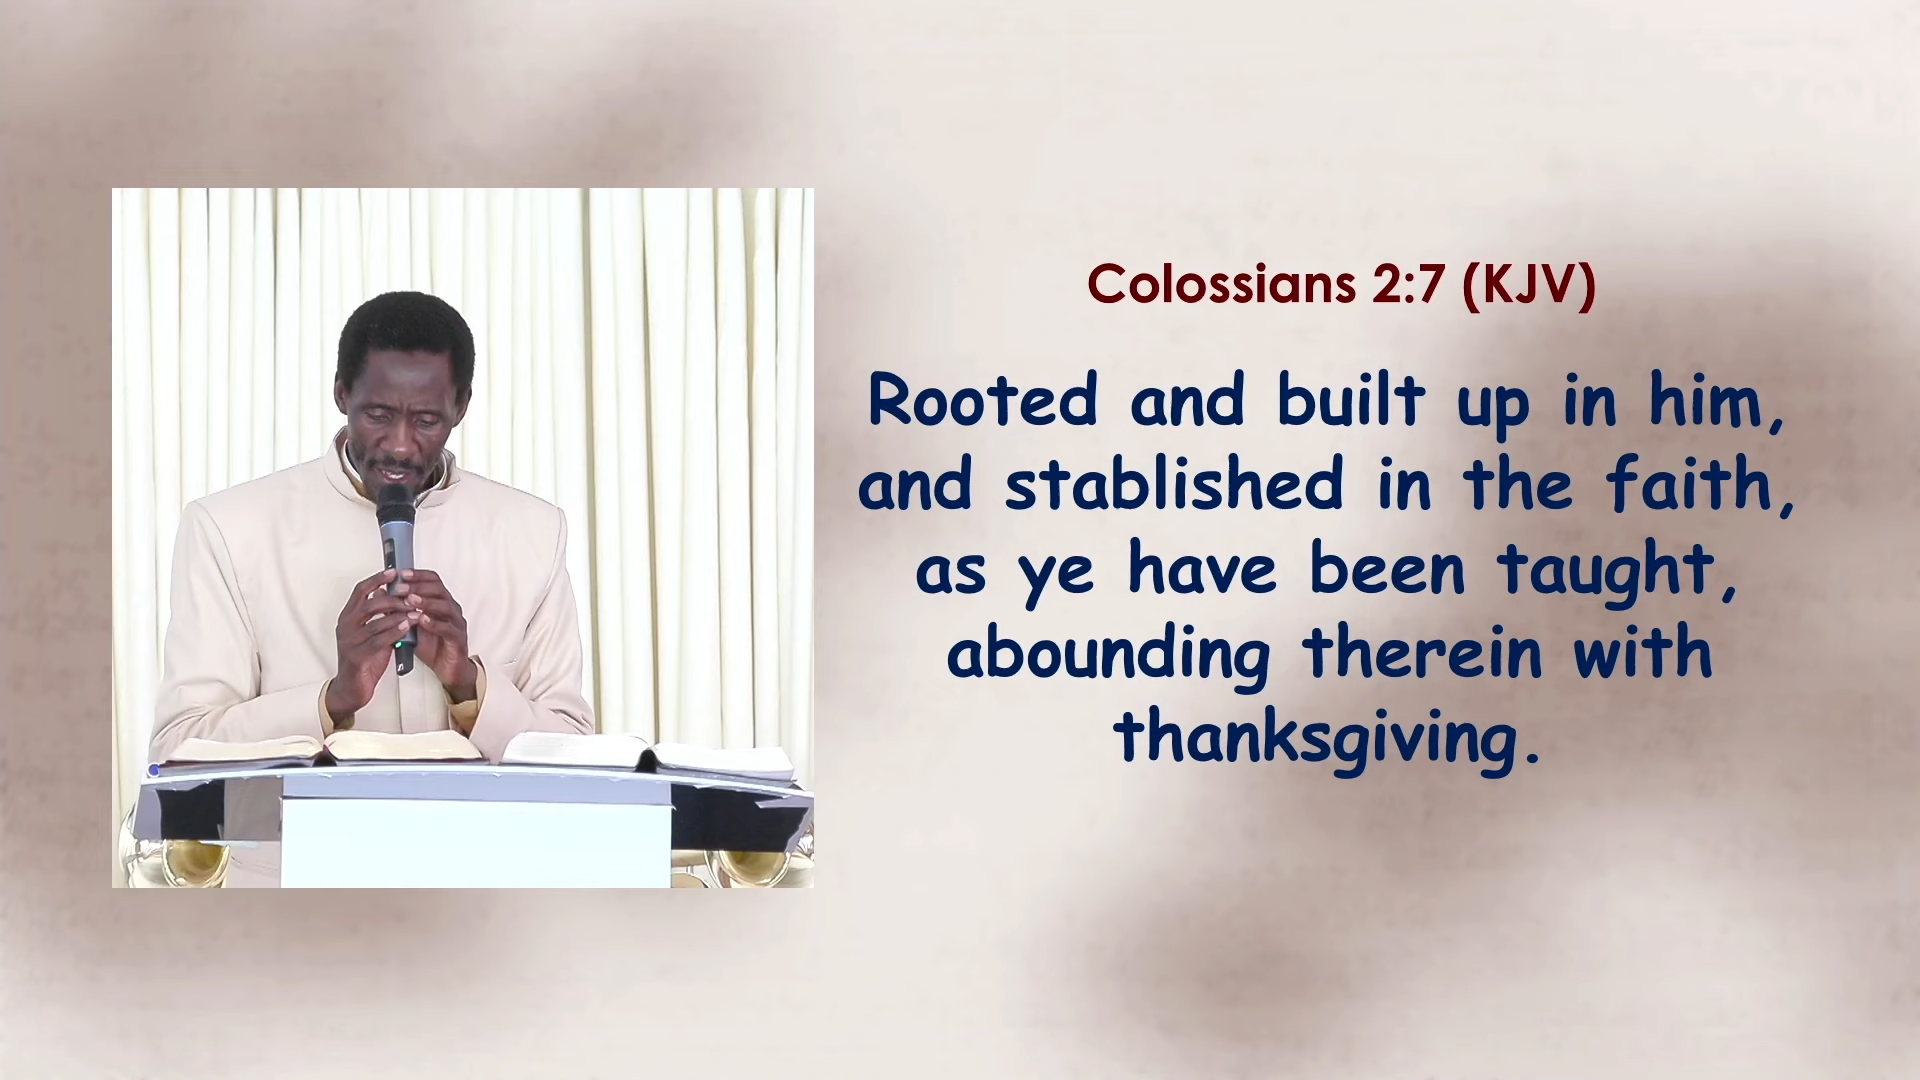 Colossians 2:7 (KJV)
Rooted and built up in him,
and stablished in the faith,
as ye have been taught,
abounding therein with
thanksgiving.